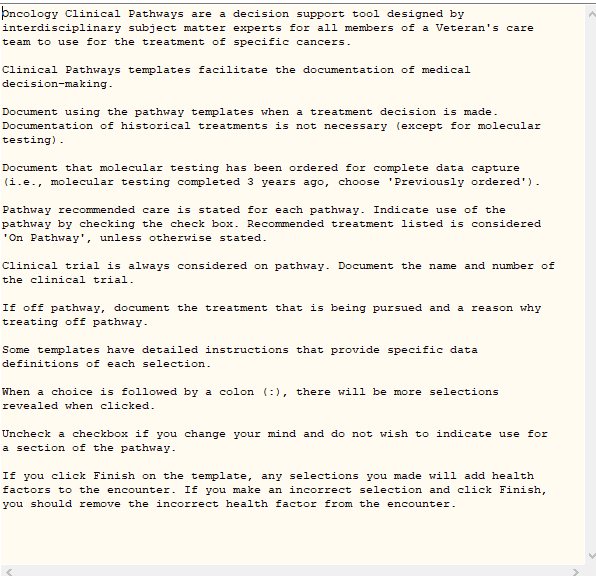 Oncology Clinical Pathways are a decision support tool designed by
interdisciplinary subject matter experts for all members of a Veteran's care
team to use for the treatment of specific cancers.
Clinical Pathways templates facilitate the documentation of medical
decision-making.
Document using the pathway templates when a treatment decision is made.
Documentation of historical treatments is not necessary (except for molecular
testing).
Document that molecular testing has been ordered for complete data capture
(i.e., molecular testing completed 3 years ago, choose 'Previously ordered').
Pathway recommended care is stated for each pathway. Indicate use of the
pathway by checking the check box. Recommended treatment listed is considered
'On Pathway', unless otherwise stated.
Clinical trial is always considered on pathway. Document the name and number of
the clinical trial.
If off pathway, document the treatment that is being pursued and a reason why
treating off pathway.
Some templates have detailed instructions that provide specific data
definitions of each selection.
When a choice is followed by a colon (:), there will be more selections
revealed when clicked.
Uncheck a checkbox if you change your mind and do not wish to indicate use for
a section of the pathway.
If you click Finish on the template, any selections you made will add health
factors to the encounter. If you make an incorrect selection and click Finish,
you should remove the incorrect health factor from the encounter.